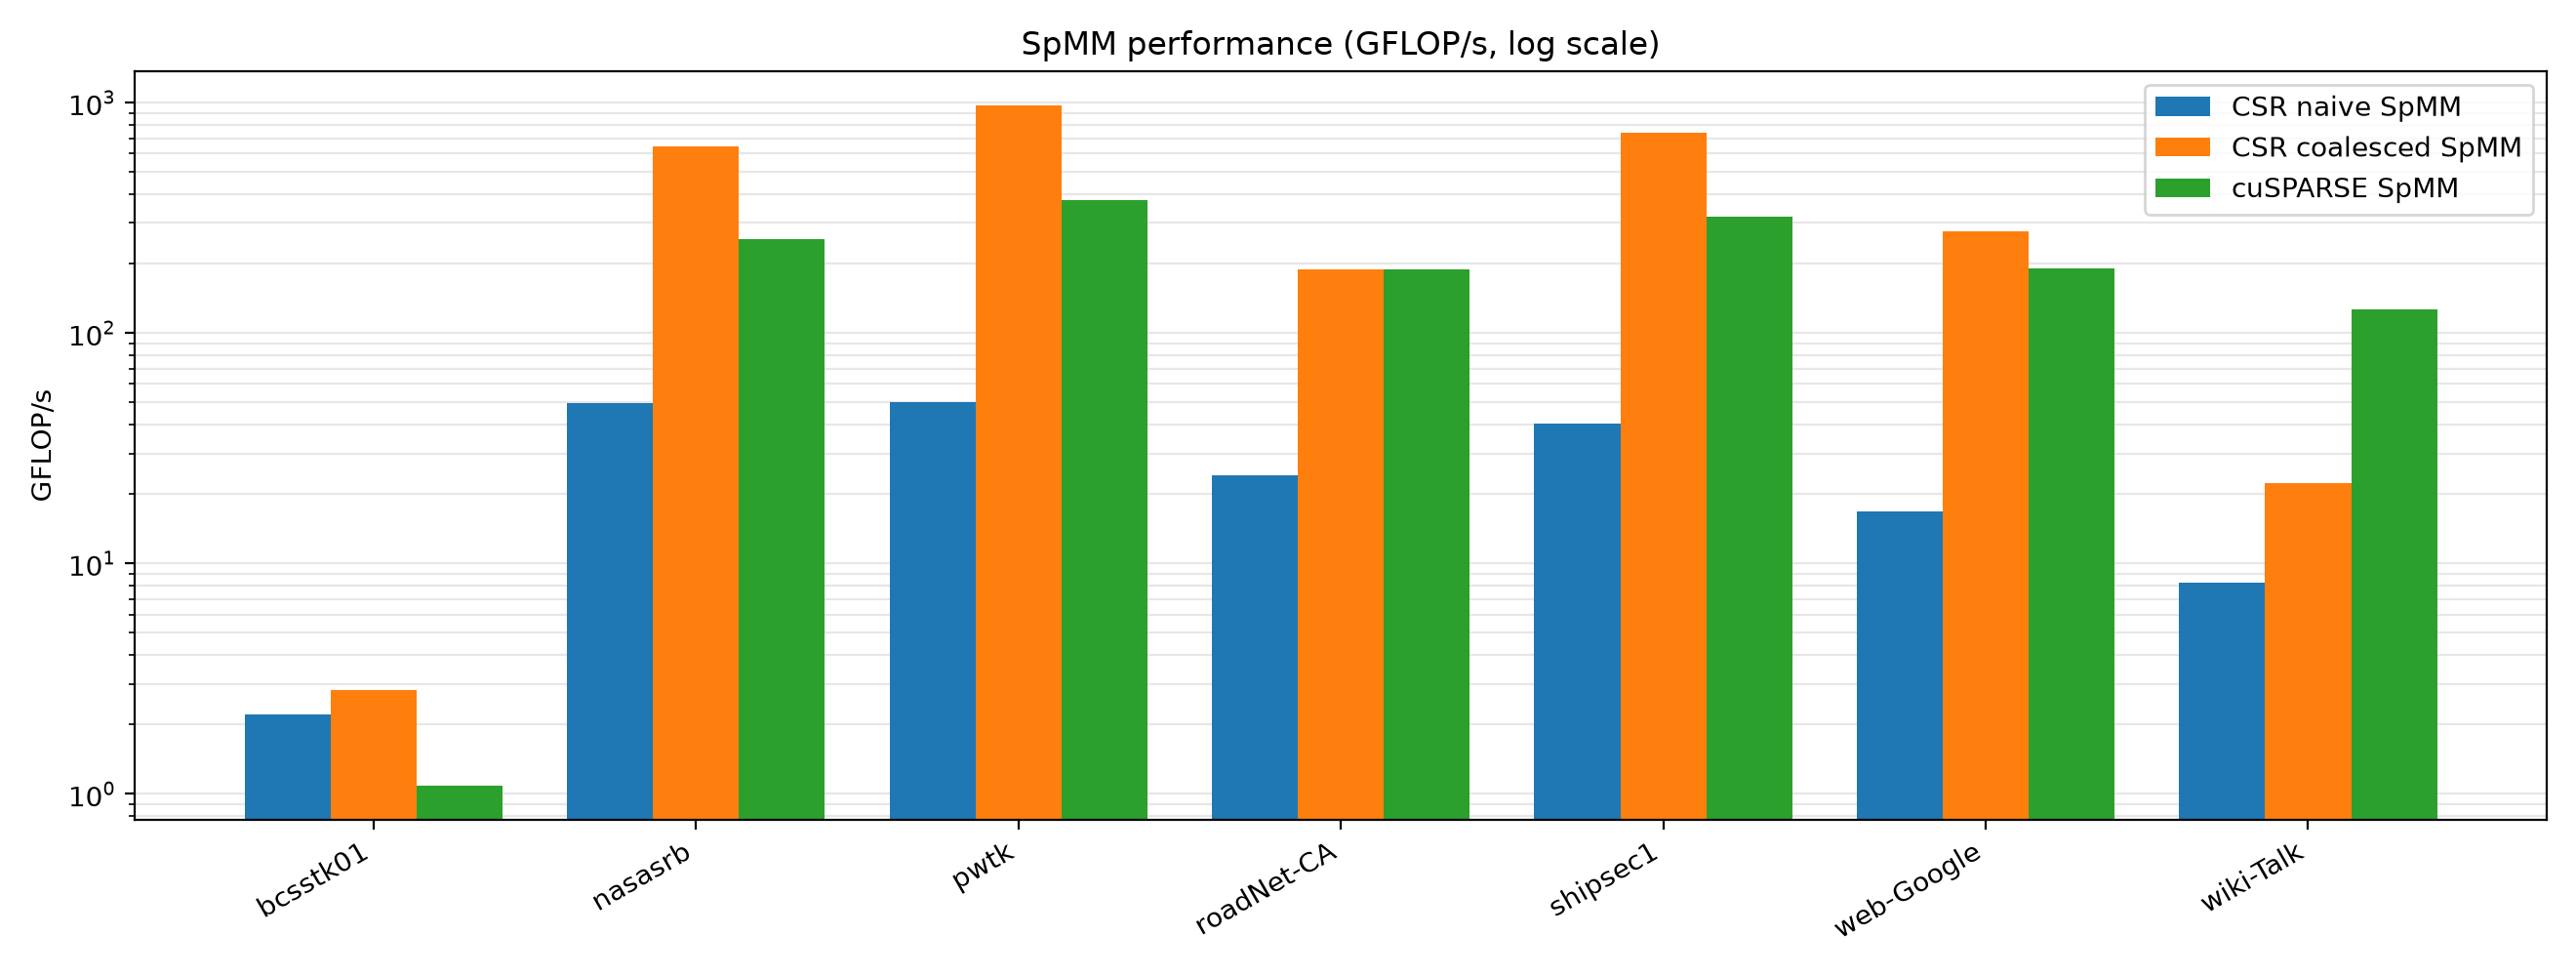 SpMM performance (GFLOP/s, log scale)
CSR naive SpMM
CSR coalesced SpMM
cuSPARSE SpMM
GFLOP/s
10³
10²
10¹
10⁰
bcsstk01
nasasrb
pwtk
roadNet-CA
shipsec1
web-Google
wiki-Talk